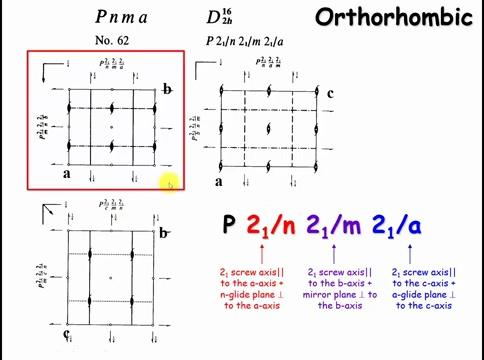 P n m a
D 16 2h
Orthorhombic
No. 62
P 2₁/n 2₁/m 2₁/a
b
a
c
a
b
c
P 2₁/n 2₁/m 2₁/a
2₁ screw axis||
to the a-axis +
n-glide plane ⊥
to the a-axis
2₁ screw axis||
to the b-axis +
mirror plane ⊥ to
the b-axis
2₁ screw axis||
to the c-axis +
a-glide plane ⊥
to the c-axis